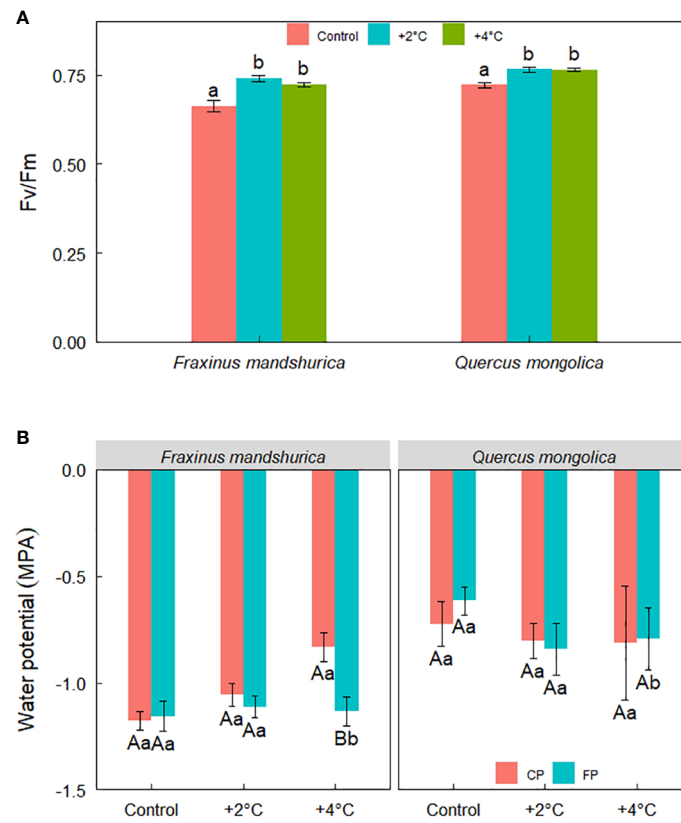 A
Control +2°C +4°C
a b b a b b
0.75
0.50
0.25
0.00
Fv/Fm
Fraxinus mandshurica Quercus mongolica
B
Fraxinus mandshurica Quercus mongolica
0.0
-0.5
-1.0
-1.5
Water potential (MPA)
Aa Aa Aa Aa Aa Bb
Aa Aa Aa Aa Aa Ab
CP FP
Control +2°C +4°C Control +2°C +4°C